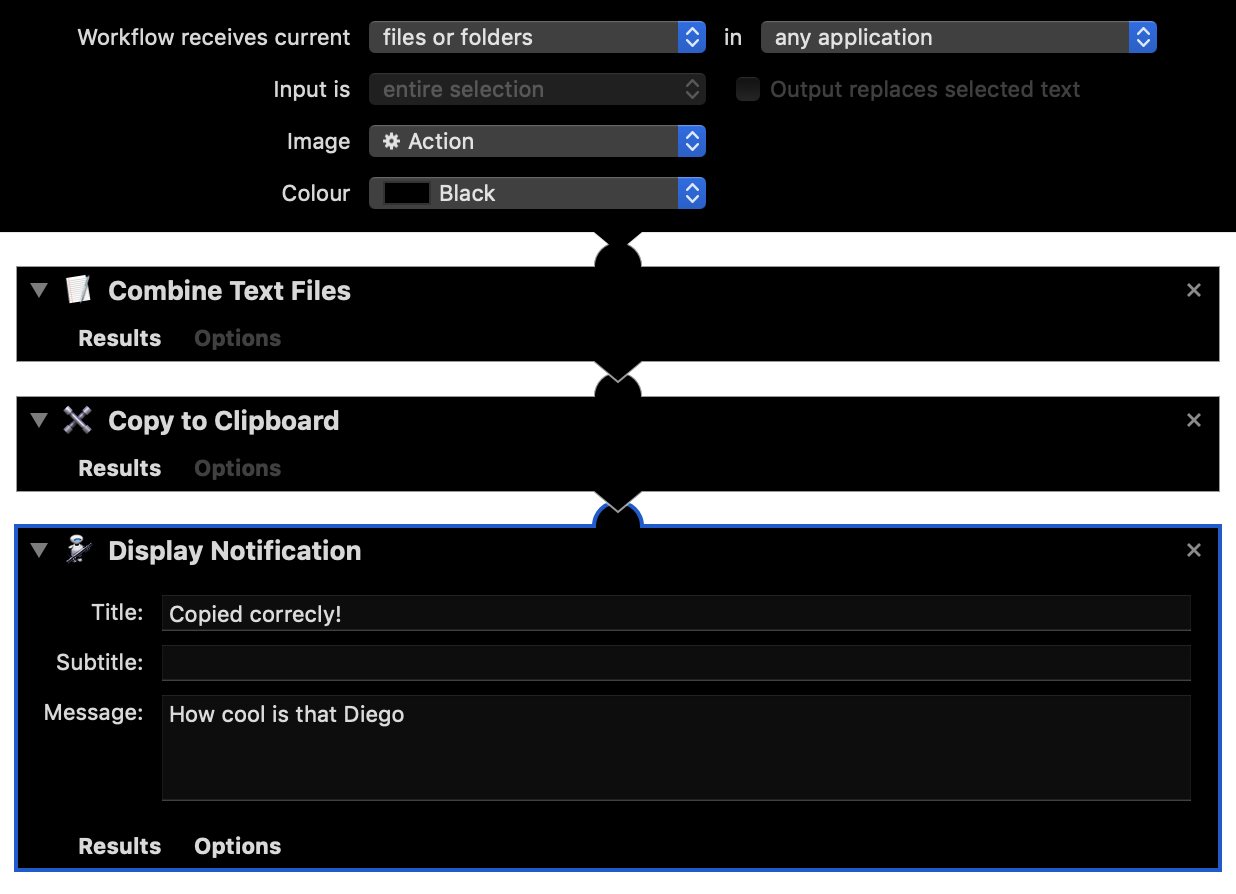 Workflow receives current files or folders in any application
Input is entire selection Output replaces selected text
Image Action
Colour Black
Combine Text Files
Results Options
Copy to Clipboard
Results Options
Display Notification
Title: Copied correcly!
Subtitle:
Message: How cool is that Diego
Results Options